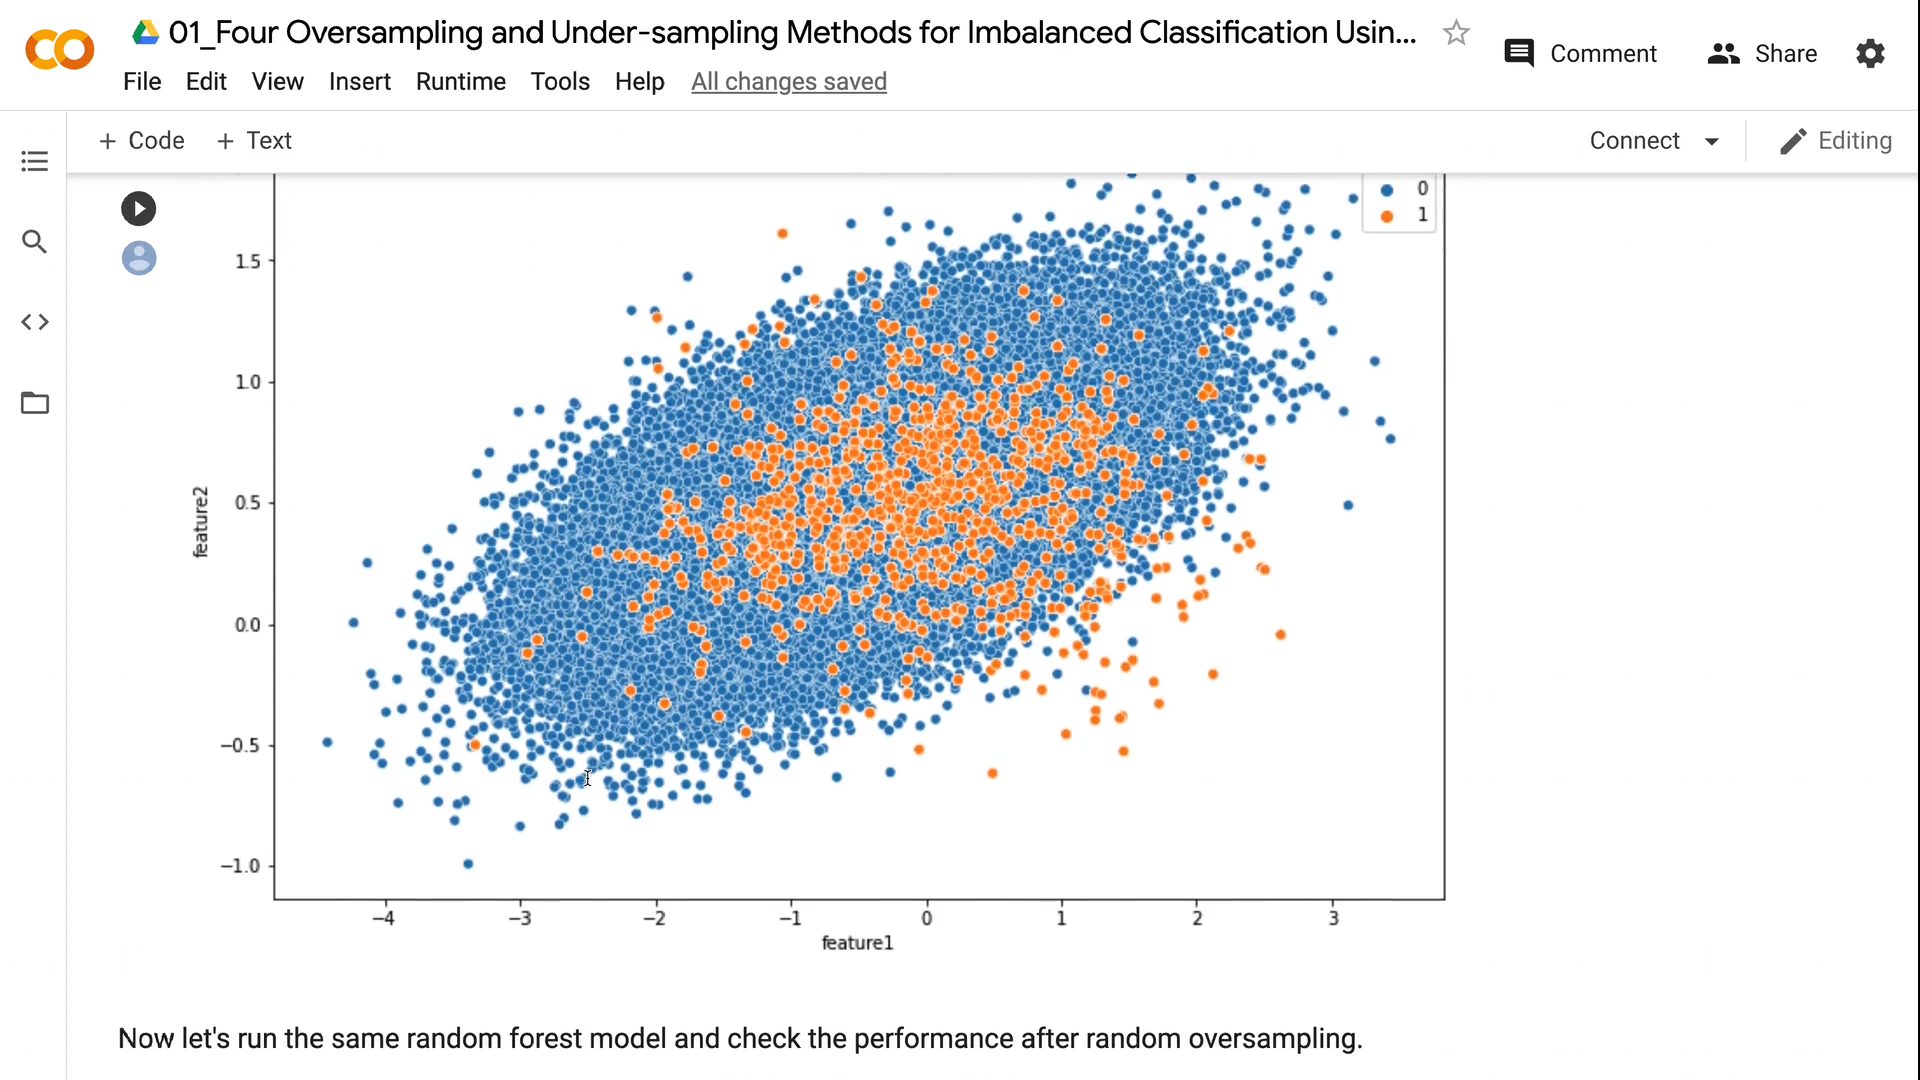 01_Four Oversampling and Under-sampling Methods for Imbalanced Classification Usin...
Comment
Share
File Edit View Insert Runtime Tools Help All changes saved
+ Code + Text
Connect
Editing
0
1
1.5
1.0
0.5
0.0
−0.5
−1.0
feature2
−4 −3 −2 −1 0 1 2 3
feature1
Now let's run the same random forest model and check the performance after random oversampling.